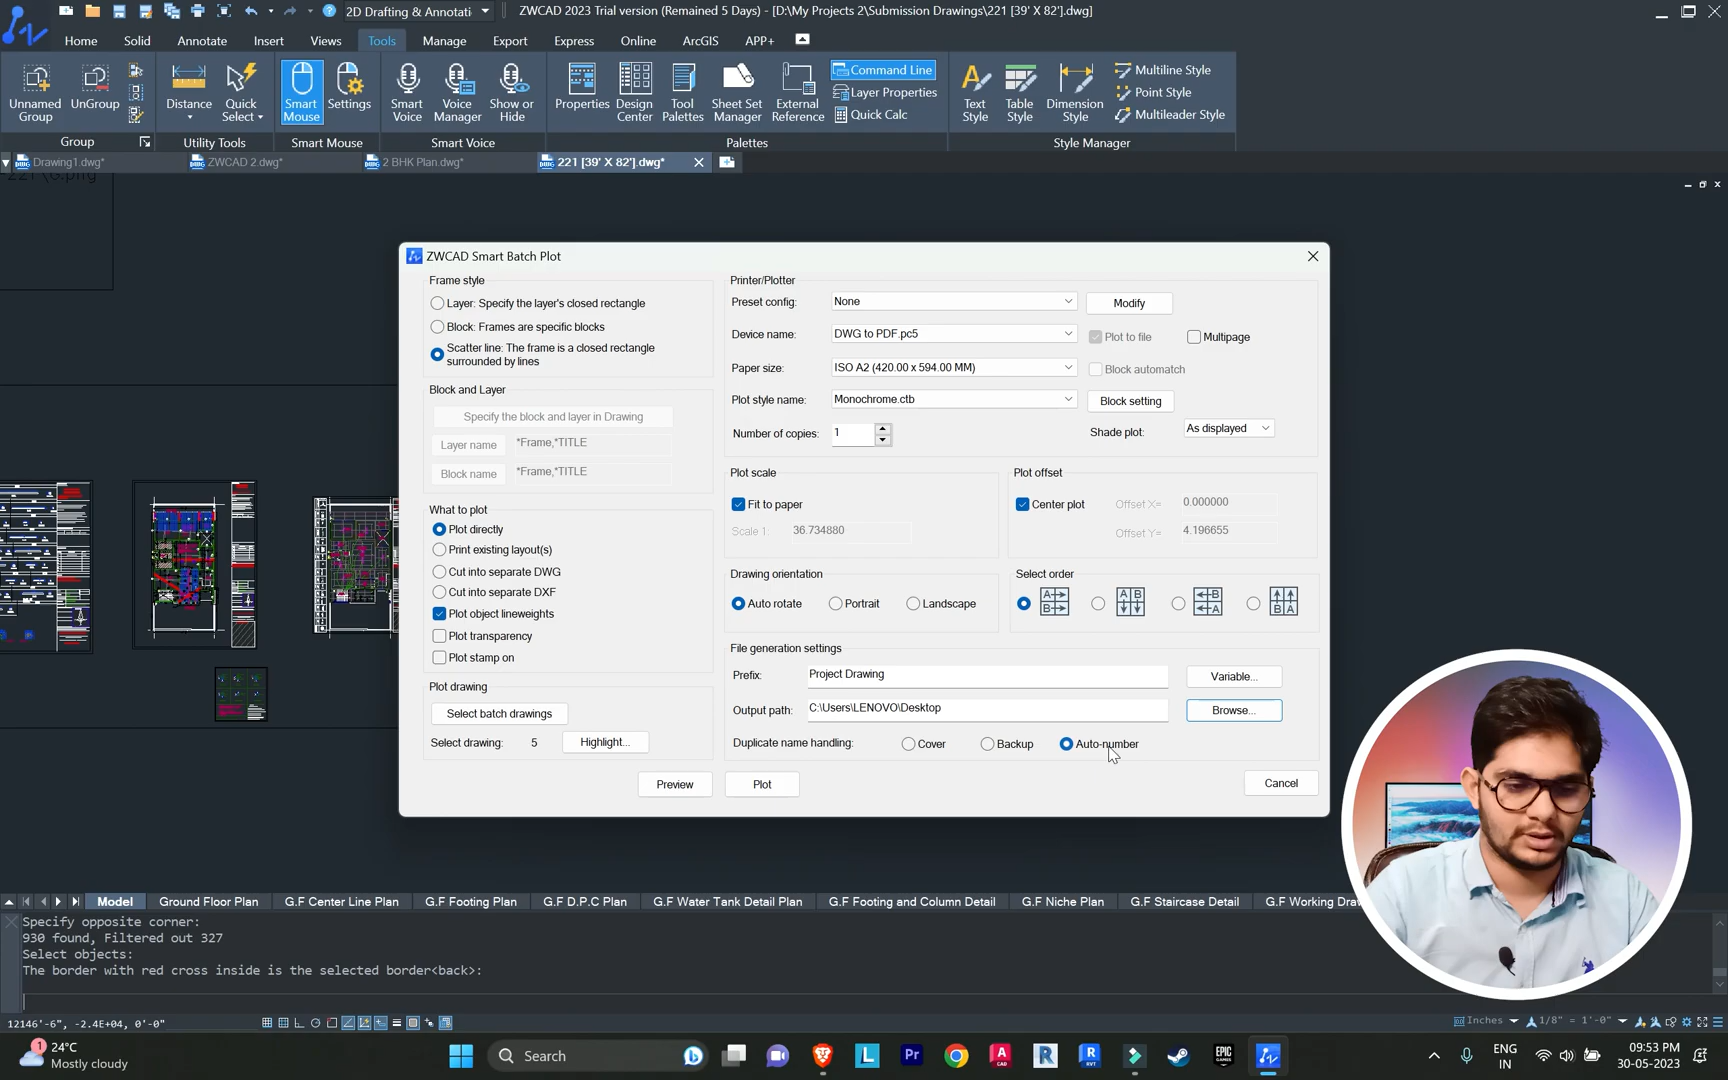 2D Drafting & Annotati
ZWCAD 2023 Trial version (Remained 5 Days) - [D:\My Projects 2\Submission Drawings\221 [39' X 82'].dwg]
Home Solid Annotate Insert Views Tools Manage Export Express Online ArcGIS APP+
Unnamed Group
UnGroup
Distance
Quick Select
Smart Mouse
Settings
Smart Voice
Voice Manager
Show or Hide
Properties
Design Center
Tool Palettes
Sheet Set Manager
External Reference
Command Line
Layer Properties
Quick Calc
Text Style
Table Style
Dimension Style
Multiline Style
Point Style
Multileader Style
Group Utility Tools Smart Mouse Smart Voice Palettes Style Manager
Drawing1.dwg* ZWCAD 2.dwg* 2 BHK Plan.dwg* 221 [39' X 82'].dwg*
ZWCAD Smart Batch Plot
Frame style
Layer: Specify the layer's closed rectangle
Block: Frames are specific blocks
Scatter line: The frame is a closed rectangle
surrounded by lines
Block and Layer
Specify the block and layer in Drawing
Layer name *Frame,*TITLE
Block name *Frame,*TITLE
What to plot
Plot directly
Print existing layout(s)
Cut into separate DWG
Cut into separate DXF
Plot object lineweights
Plot transparency
Plot stamp on
Plot drawing
Select batch drawings
Select drawing: 5 Highlight...
Printer/Plotter
Preset config: None Modify
Device name: DWG to PDF.pc5 Plot to file Multipage
Paper size: ISO A2 (420.00 x 594.00 MM) Block automatch
Plot style name: Monochrome.ctb Block setting
Number of copies: 1 Shade plot: As displayed
Plot scale
Fit to paper
Scale 1: 36.734880
Plot offset
Center plot Offset X= 0.000000
Offset Y= 4.196655
Drawing orientation
Auto rotate Portrait Landscape
Select order
A B A B B A B A
File generation settings
Prefix: Project Drawing Variable...
Output path: C:\Users\LENOVO\Desktop Browse...
Duplicate name handling: Cover Backup Auto-number
Preview Plot Cancel
Model Ground Floor Plan G.F Center Line Plan G.F Footing Plan G.F D.P.C Plan G.F Water Tank Detail Plan G.F Footing and Column Detail G.F Niche Plan G.F Staircase Detail G.F Working Draw
Specify opposite corner:
930 found, Filtered out 327
Select objects:
The border with red cross inside is the selected border<back>:
12146'-6", -2.4E+04, 0'-0" Inches 1/8" = 1'-0"
1
24°C
Mostly cloudy
Search
L
Pr
A
CAD
R
R
RVT
EPIC
GAMES
ENG
IN
09:53 PM
30-05-2023